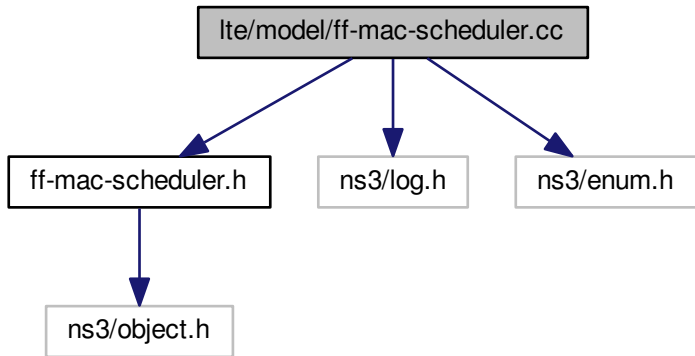 lte/model/ff-mac-scheduler.cc
ff-mac-scheduler.h
ns3/log.h
ns3/enum.h
ns3/object.h